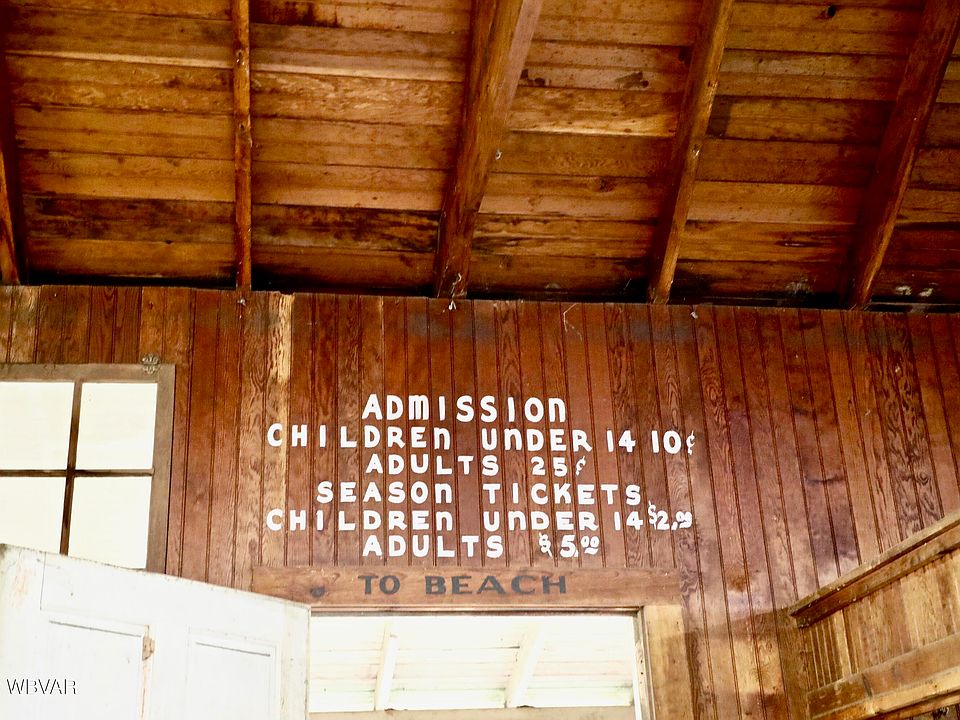 ADMISSION
CHILDREN UNDER 14 10¢
ADULTS 25¢
SEASON TICKETS
CHILDREN UNDER 14 $2.00
ADULTS $5.00
TO BEACH
WBVAR